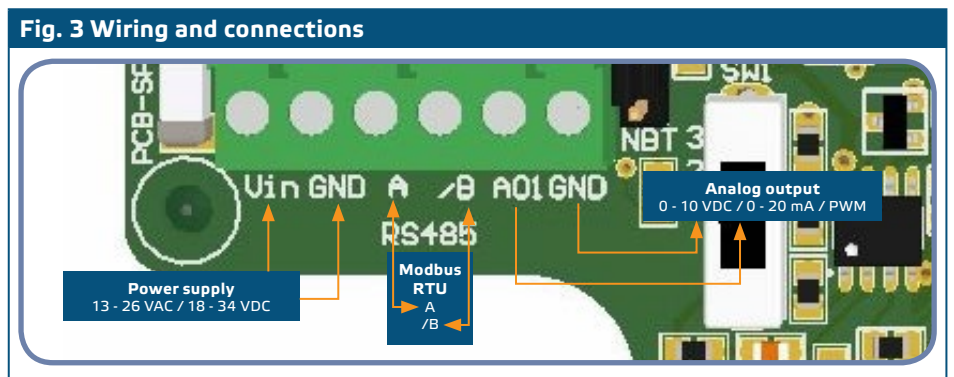 Fig. 3 Wiring and connections
PCB-SF
SW1
NBT 3
Vin GND A /B AO1 GND
RS485
Analog output
0 - 10 VDC / 0 - 20 mA / PWM
Power supply
13 - 26 VAC / 18 - 34 VDC
Modbus
RTU
A
/B